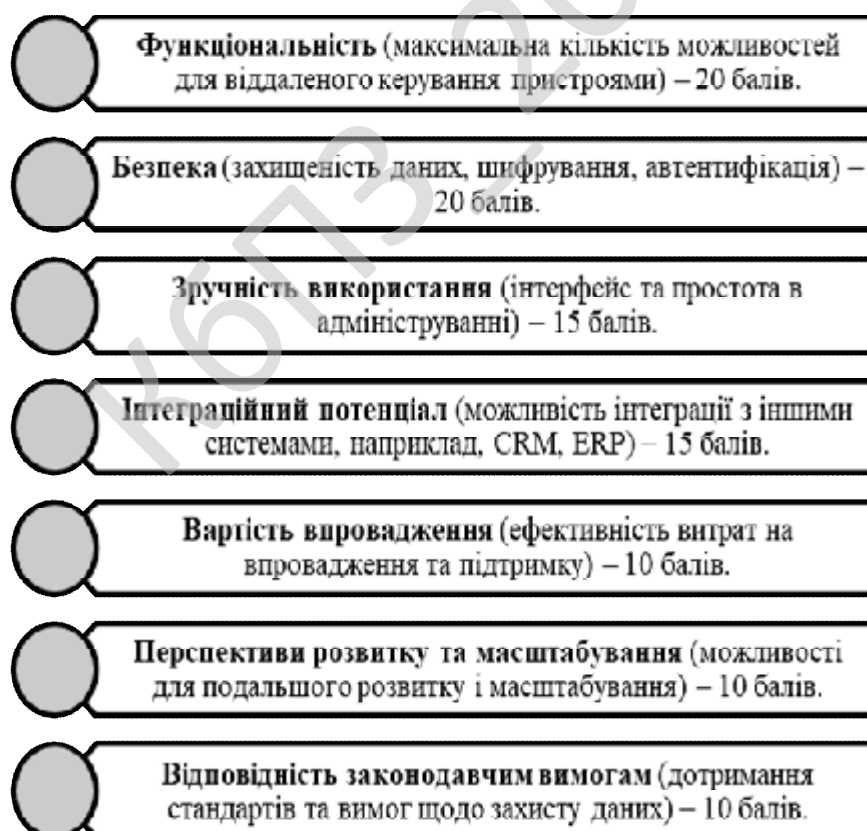 Функціональність (максимальна кількість можливостей
для віддаленого керування пристроями) – 20 балів.
Безпека (захищеність даних, шифрування, автентифікація) –
20 балів.
Зручність використання (інтерфейс та простота в
адмініструванні) – 15 балів.
Інтеграційний потенціал (можливість інтеграції з іншими
системами, наприклад, CRM, ERP) – 15 балів.
Вартість впровадження (ефективність витрат на
впровадження та підтримку) – 10 балів.
Перспективи розвитку та масштабування (можливості
для подальшого розвитку і масштабування) – 10 балів.
Відповідність законодавчим вимогам (дотримання
стандартів та вимог щодо захисту даних) – 10 балів.